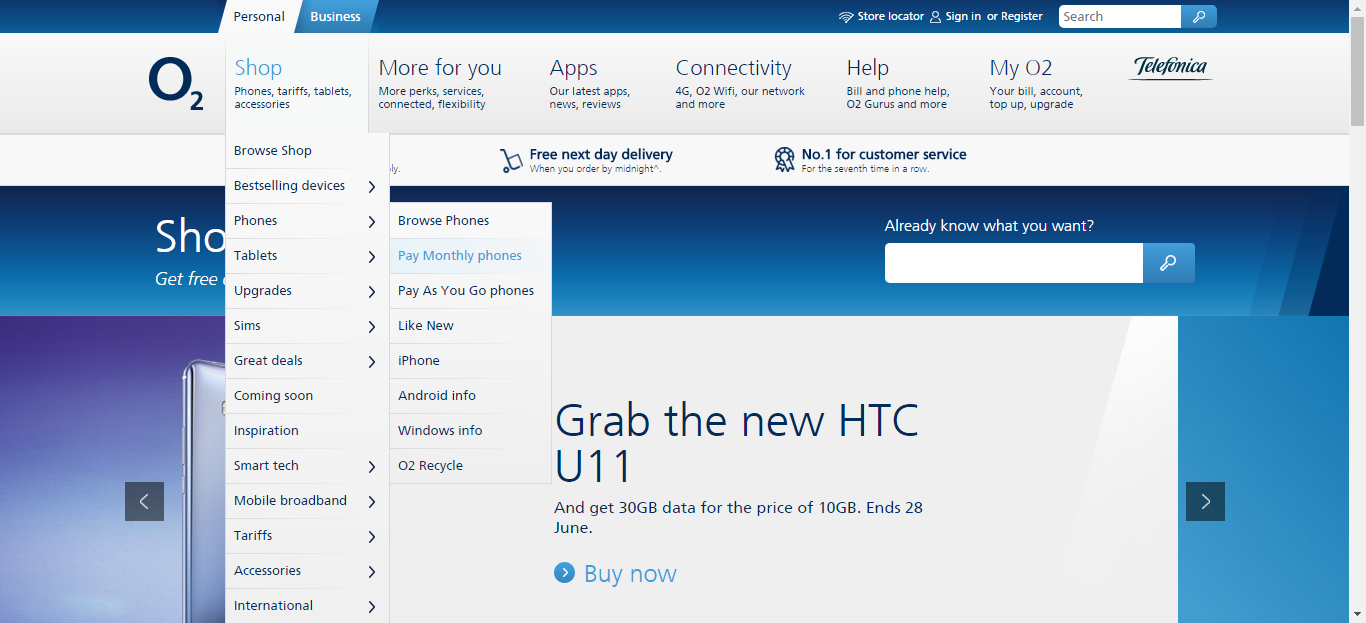 Personal
Business
Store locator
Sign in or Register
Search
O2
Shop
Phones, tariffs, tablets,
accessories
More for you
More perks, services,
connected, flexibility
Apps
Our latest apps,
news, reviews
Connectivity
4G, O2 Wifi, our network
and more
Help
Bill and phone help,
O2 Gurus and more
My O2
Your bill, account,
top up, upgrade
Telefónica
Free next day delivery
When you order by midnight^.
No.1 for customer service
For the seventh time in a row.
Browse Shop
Bestselling devices
Phones
Tablets
Upgrades
Sims
Great deals
Coming soon
Inspiration
Smart tech
Mobile broadband
Tariffs
Accessories
International
Browse Phones
Pay Monthly phones
Pay As You Go phones
Like New
iPhone
Android info
Windows info
O2 Recycle
Sho
Get free
Already know what you want?
Grab the new HTC
U11
And get 30GB data for the price of 10GB. Ends 28
June.
Buy now